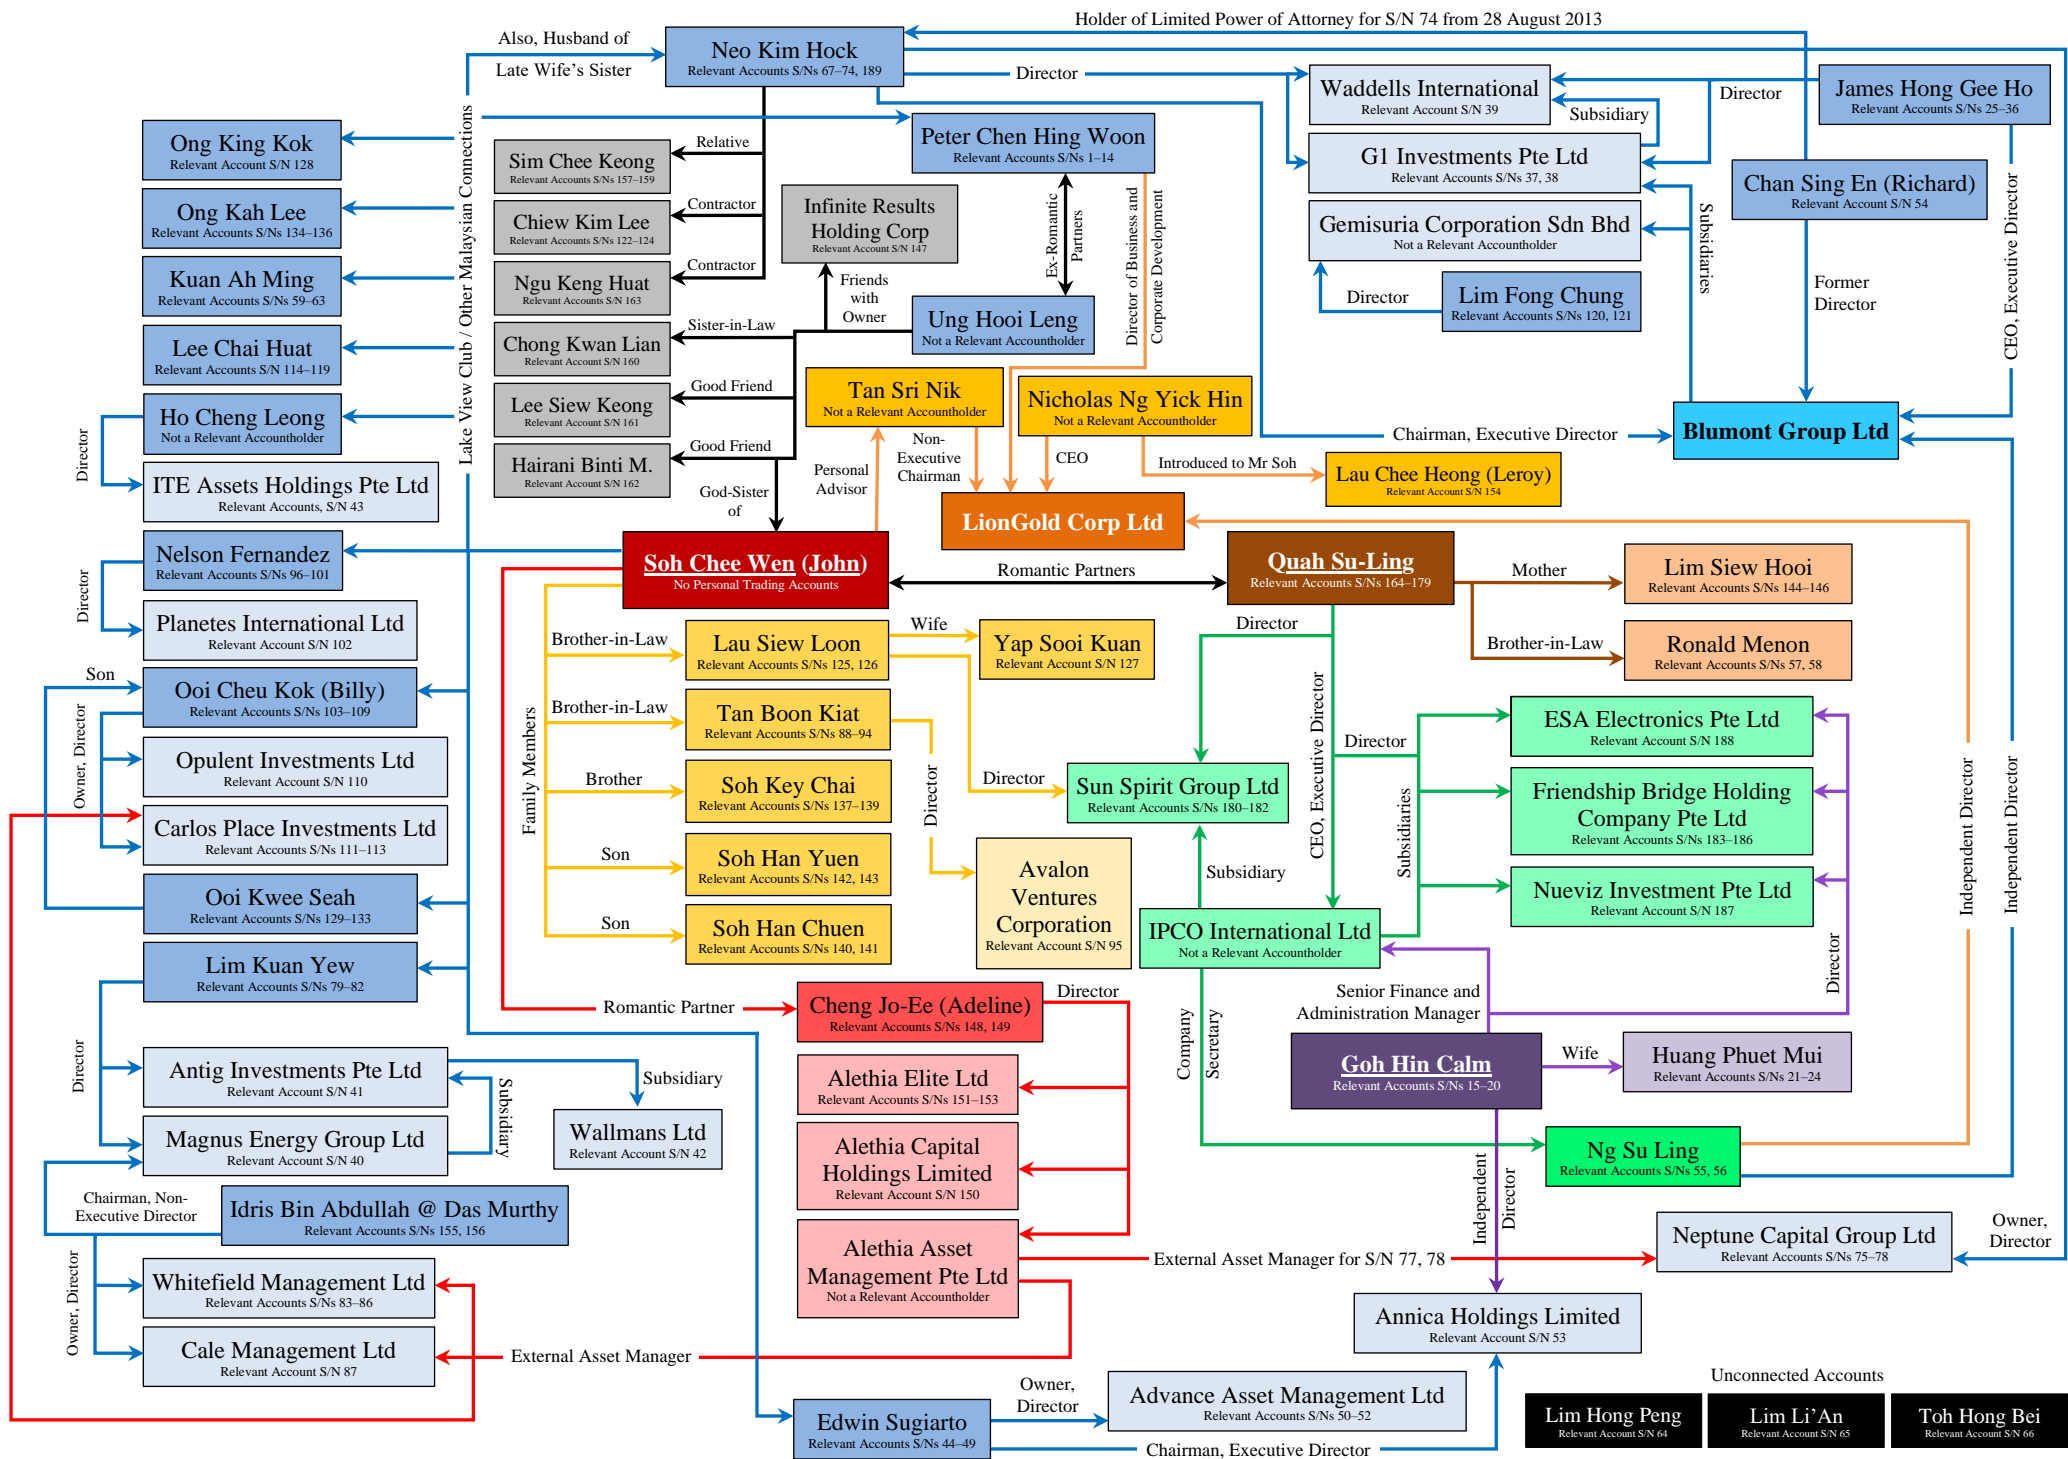 Holder of Limited Power of Attorney for S/N 74 from 28 August 2013
Also, Husband of
Late Wife's Sister
Neo Kim Hock
Relevant Accounts S/Ns 67–74, 189
Director
Waddells International
Relevant Account S/N 39
Director
James Hong Gee Ho
Relevant Accounts S/Ns 25–36
Subsidiary
Lake View Club / Other Malaysian Connections
Ong King Kok
Relevant Account S/N 128
Relative
Sim Chee Keong
Relevant Accounts S/Ns 157–159
Peter Chen Hing Woon
Relevant Accounts S/Ns 1–14
G1 Investments Pte Ltd
Relevant Accounts S/Ns 37, 38
Chan Sing En (Richard)
Relevant Account S/N 54
Ong Kah Lee
Relevant Accounts S/Ns 134–136
Contractor
Chiew Kim Lee
Relevant Accounts S/Ns 122–124
Infinite Results
Holding Corp
Relevant Account S/N 147
Ex-Romantic
Partners
Director of Business and
Corporate Development
Gemisuria Corporation Sdn Bhd
Not a Relevant Accountholder
Subsidiaries
CEO, Executive Director
Kuan Ah Ming
Relevant Accounts S/Ns 59–63
Contractor
Ngu Keng Huat
Relevant Accounts S/N 163
Friends
with
Owner
Director
Lim Fong Chung
Relevant Accounts S/Ns 120, 121
Former
Director
Ung Hooi Leng
Not a Relevant Accountholder
Lee Chai Huat
Relevant Accounts S/N 114–119
Sister-in-Law
Chong Kwan Lian
Relevant Account S/N 160
Good Friend
Lee Siew Keong
Relevant Account S/N 161
Tan Sri Nik
Not a Relevant Accountholder
Nicholas Ng Yick Hin
Not a Relevant Accountholder
Ho Cheng Leong
Not a Relevant Accountholder
Chairman, Executive Director
Blumont Group Ltd
Director
Good Friend
Hairani Binti M.
Relevant Account S/N 162
Personal
Advisor
Non-
Executive
Chairman
CEO
Introduced to Mr Soh
Lau Chee Heong (Leroy)
Relevant Account S/N 154
ITE Assets Holdings Pte Ltd
Relevant Accounts, S/N 43
God-Sister
of
LionGold Corp Ltd
Nelson Fernandez
Relevant Accounts S/Ns 96–101
Soh Chee Wen (John)
No Personal Trading Accounts
Romantic Partners
Quah Su-Ling
Relevant Accounts S/Ns 164–179
Mother
Lim Siew Hooi
Relevant Accounts S/Ns 144–146
Director
Planetes International Ltd
Relevant Account S/N 102
Brother-in-Law
Lau Siew Loon
Relevant Accounts S/Ns 125, 126
Wife
Yap Sooi Kuan
Relevant Account S/N 127
Director
Brother-in-Law
Ronald Menon
Relevant Accounts S/Ns 57, 58
Son
Ooi Cheu Kok (Billy)
Relevant Accounts S/Ns 103–109
Brother-in-Law
Tan Boon Kiat
Relevant Accounts S/Ns 88–94
ESA Electronics Pte Ltd
Relevant Account S/N 188
Owner, Director
Opulent Investments Ltd
Relevant Account S/N 110
Family Members
Brother
Soh Key Chai
Relevant Accounts S/Ns 137–139
Director
Director
Sun Spirit Group Ltd
Relevant Accounts S/Ns 180–182
CEO, Executive Director
Director
Subsidiaries
Friendship Bridge Holding
Company Pte Ltd
Relevant Accounts S/Ns 183–186
Independent Director
Independent Director
Carlos Place Investments Ltd
Relevant Accounts S/Ns 111–113
Son
Soh Han Yuen
Relevant Accounts S/Ns 142, 143
Avalon
Ventures
Corporation
Relevant Account S/N 95
Subsidiary
Nueviz Investment Pte Ltd
Relevant Account S/N 187
Ooi Kwee Seah
Relevant Accounts S/Ns 129–133
Son
Soh Han Chuen
Relevant Accounts S/Ns 140, 141
IPCO International Ltd
Not a Relevant Accountholder
Director
Lim Kuan Yew
Relevant Accounts S/Ns 79–82
Romantic Partner
Cheng Jo-Ee (Adeline)
Relevant Accounts S/Ns 148, 149
Director
Senior Finance and
Administration Manager
Company
Secretary
Director
Antig Investments Pte Ltd
Relevant Account S/N 41
Subsidiary
Subsidiary
Alethia Elite Ltd
Relevant Accounts S/Ns 151–153
Goh Hin Calm
Relevant Accounts S/Ns 15–20
Wife
Huang Phuet Mui
Relevant Accounts S/Ns 21–24
Magnus Energy Group Ltd
Relevant Account S/N 40
Wallmans Ltd
Relevant Account S/N 42
Alethia Capital
Holdings Limited
Relevant Account S/N 150
Ng Su Ling
Relevant Accounts S/Ns 55, 56
Chairman, Non-
Executive Director
Idris Bin Abdullah @ Das Murthy
Relevant Accounts S/Ns 155, 156
Independent
Director
Owner, Director
Whitefield Management Ltd
Relevant Accounts S/Ns 83–86
Alethia Asset
Management Pte Ltd
Not a Relevant Accountholder
External Asset Manager for S/N 77, 78
Neptune Capital Group Ltd
Relevant Accounts S/Ns 75–78
Owner,
Director
Cale Management Ltd
Relevant Account S/N 87
External Asset Manager
Annica Holdings Limited
Relevant Account S/N 53
Edwin Sugiarto
Relevant Accounts S/Ns 44–49
Owner,
Director
Advance Asset Management Ltd
Relevant Accounts S/Ns 50–52
Chairman, Executive Director
Unconnected Accounts
Lim Hong Peng
Relevant Account S/N 64
Lim Li'An
Relevant Account S/N 65
Toh Hong Bei
Relevant Account S/N 66